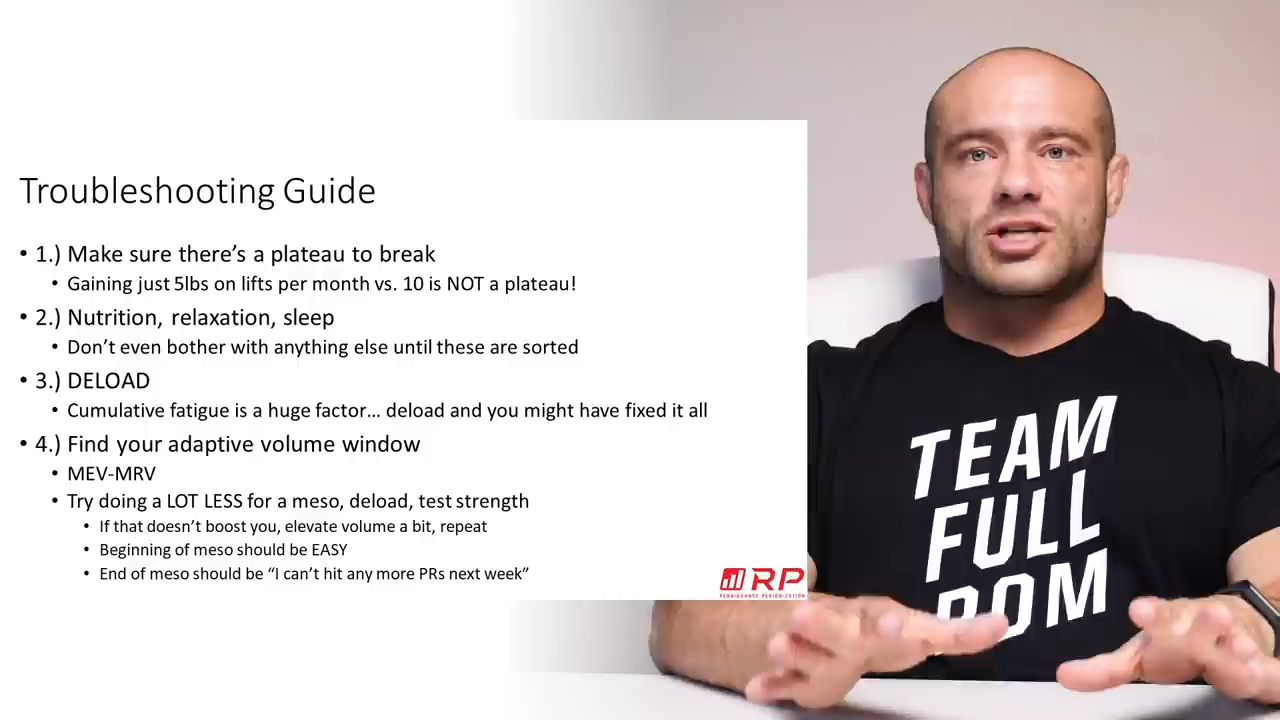 Troubleshooting Guide
• 1.) Make sure there's a plateau to break
• Gaining just 5lbs on lifts per month vs. 10 is NOT a plateau!
• 2.) Nutrition, relaxation, sleep
• Don't even bother with anything else until these are sorted
• 3.) DELOAD
• Cumulative fatigue is a huge factor... deload and you might have fixed it all
• 4.) Find your adaptive volume window
• MEV-MRV
• Try doing a LOT LESS for a meso, deload, test strength
• If that doesn't boost you, elevate volume a bit, repeat
• Beginning of meso should be EASY
• End of meso should be "I can't hit any more PRs next week"
RP
RENAISSANCE PERIODIZATION
TEAM
FULL
ROM